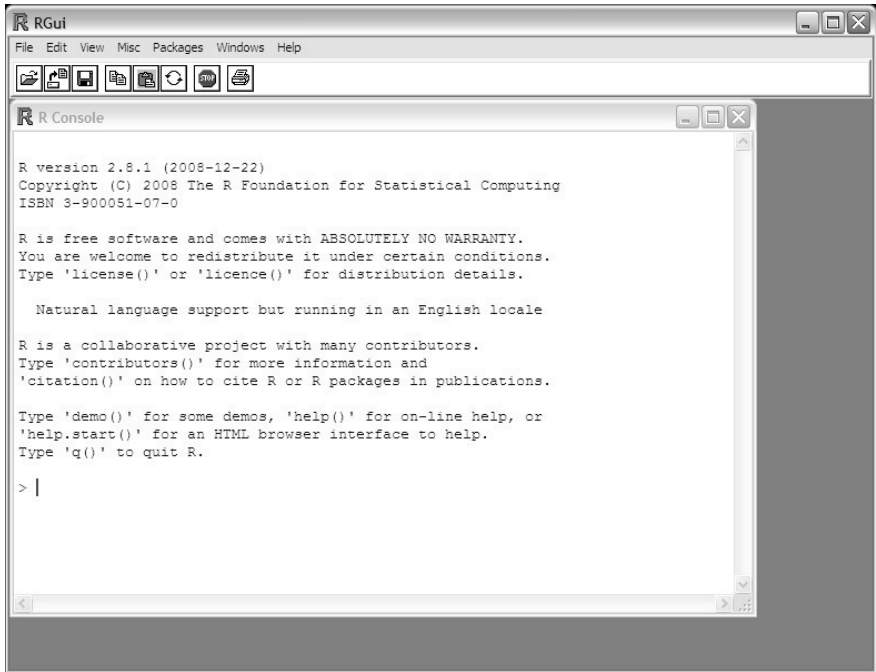 RGui
File Edit View Misc Packages Windows Help
STOP
R Console
R version 2.8.1 (2008-12-22)
Copyright (C) 2008 The R Foundation for Statistical Computing
ISBN 3-900051-07-0
R is free software and comes with ABSOLUTELY NO WARRANTY.
You are welcome to redistribute it under certain conditions.
Type 'license()' or 'licence()' for distribution details.
Natural language support but running in an English locale
R is a collaborative project with many contributors.
Type 'contributors()' for more information and
'citation()' on how to cite R or R packages in publications.
Type 'demo()' for some demos, 'help()' for on-line help, or
'help.start()' for an HTML browser interface to help.
Type 'q()' to quit R.
>